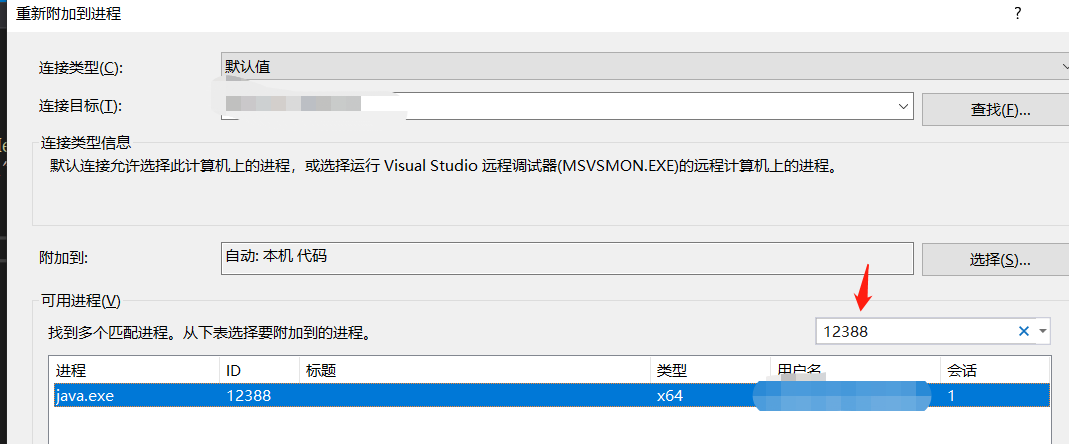 重新附加到进程 ?
连接类型(C): 默认值
连接目标(T): 查找(F)...
连接类型信息
默认连接允许选择此计算机上的进程，或选择运行 Visual Studio 远程调试器(MSVSMON.EXE)的远程计算机上的进程。
附加到: 自动: 本机 代码 选择(S)...
可用进程(V)
找到多个匹配进程。从下表选择要附加到的进程。 12388
进程 ID 标题 类型 用户名 会话
java.exe 12388 x64 1